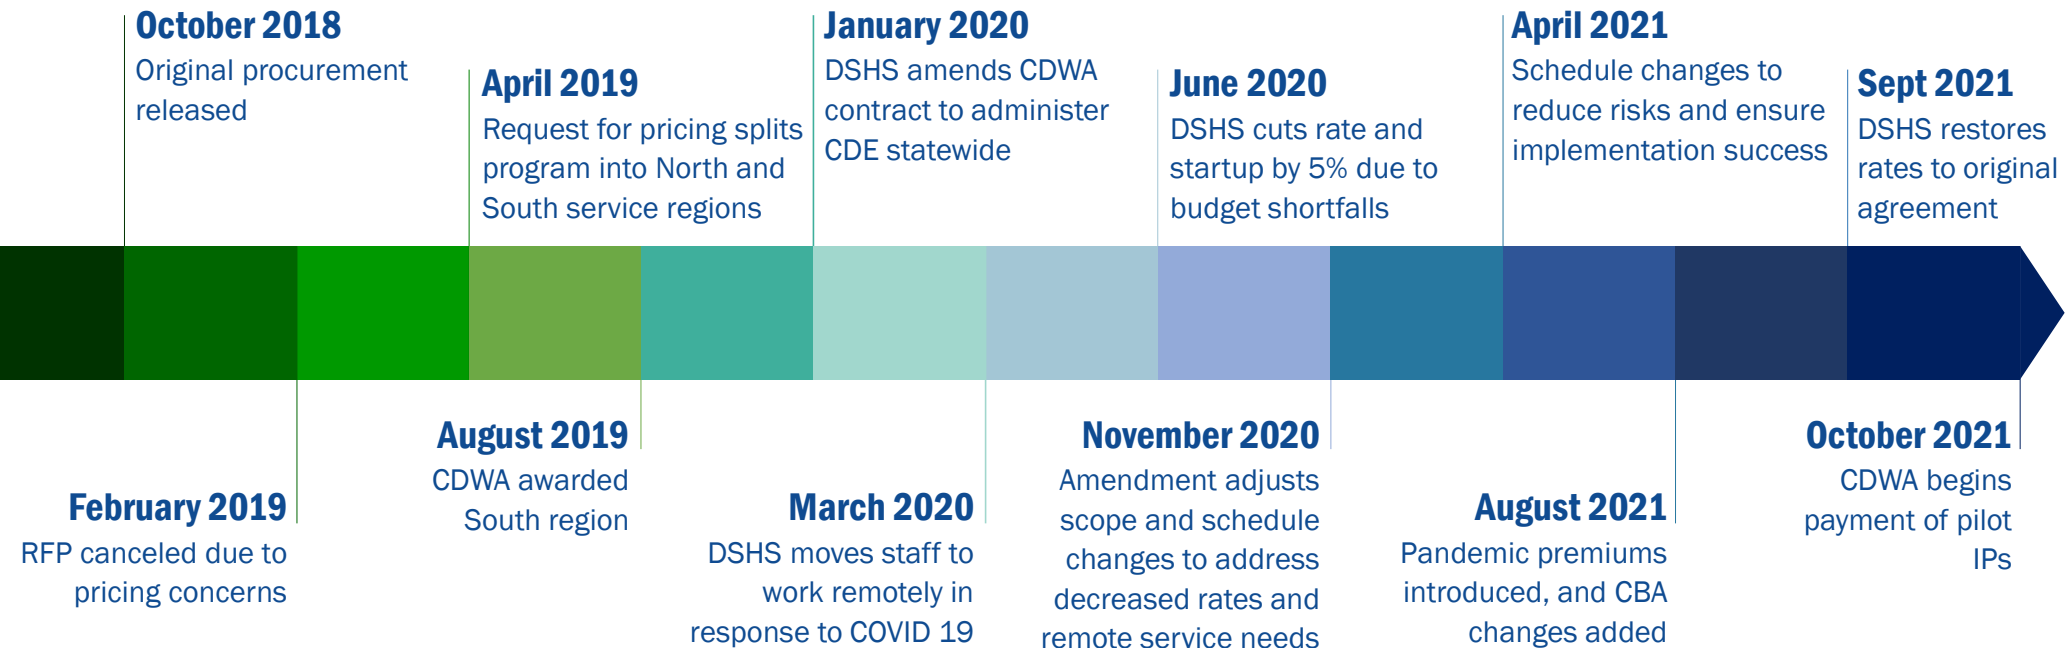 October 2018
Original procurement
released
April 2019
Request for pricing splits
program into North and
South service regions
January 2020
DSHS amends CDWA
contract to administer
CDE statewide
June 2020
DSHS cuts rate and
startup by 5% due to
budget shortfalls
April 2021
Schedule changes to
reduce risks and ensure
implementation success
Sept 2021
DSHS restores
rates to original
agreement
February 2019
RFP canceled due to
pricing concerns
August 2019
CDWA awarded
South region
March 2020
DSHS moves staff to
work remotely in
response to COVID 19
November 2020
Amendment adjusts
scope and schedule
changes to address
decreased rates and
remote service needs
August 2021
Pandemic premiums
introduced, and CBA
changes added
October 2021
CDWA begins
payment of pilot
IPs